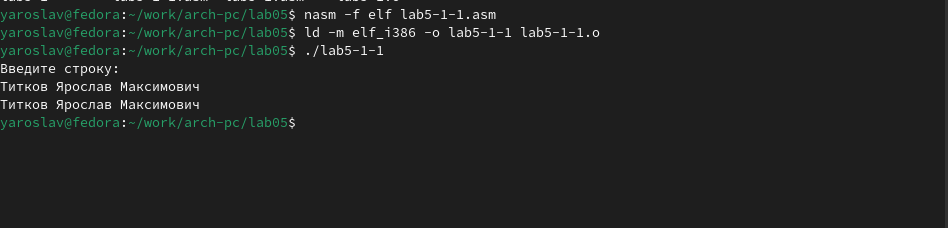 yaroslav@fedora:~/work/arch-pc/lab05$ nasm -f elf lab5-1-1.asm
yaroslav@fedora:~/work/arch-pc/lab05$ ld -m elf_i386 -o lab5-1-1 lab5-1-1.o
yaroslav@fedora:~/work/arch-pc/lab05$ ./lab5-1-1
Введите строку:
Титков Ярослав Максимович
Титков Ярослав Максимович
yaroslav@fedora:~/work/arch-pc/lab05$